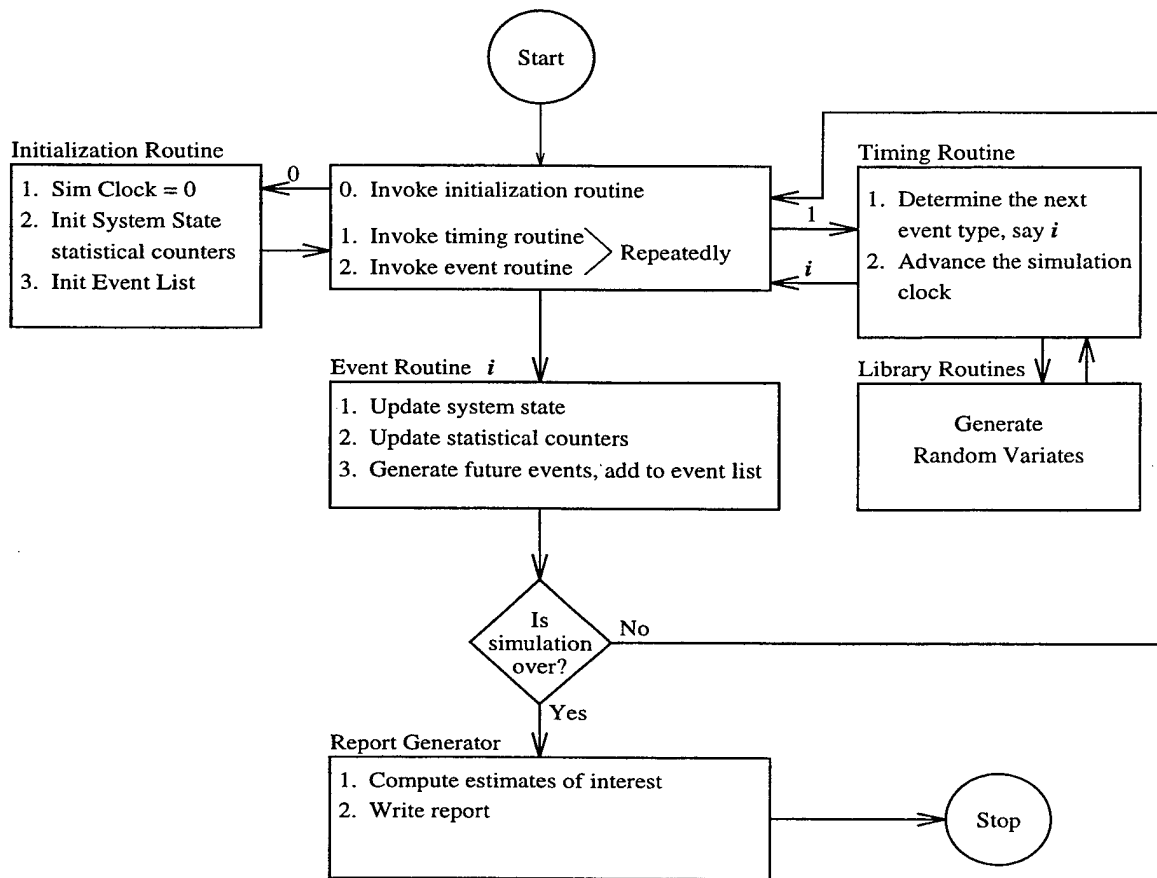 Start
Initialization Routine
1. Sim Clock = 0
2. Init System State
statistical counters
3. Init Event List
0
0. Invoke initialization routine
1. Invoke timing routine
2. Invoke event routine
Repeatedly
1
i
Timing Routine
1. Determine the next
event type, say i
2. Advance the simulation
clock
Event Routine i
1. Update system state
2. Update statistical counters
3. Generate future events, add to event list
Library Routines
Generate
Random Variates
Is
simulation
over?
No
Yes
Report Generator
1. Compute estimates of interest
2. Write report
Stop